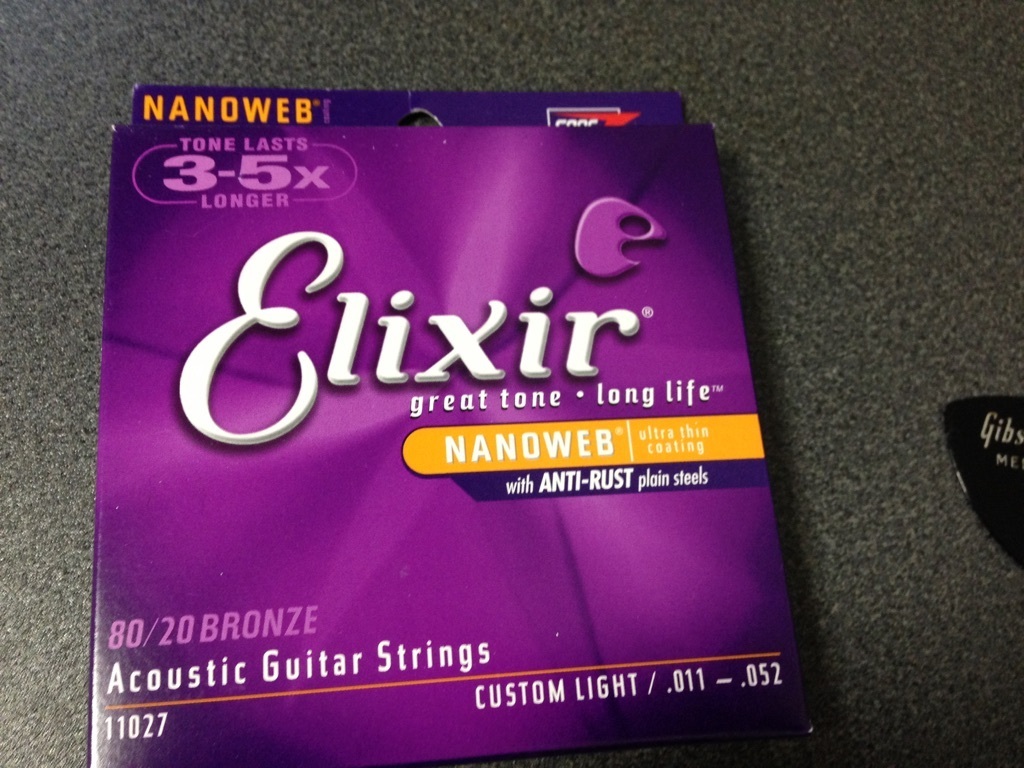 NANOWEB®
TONE LASTS
3-5x
LONGER
Elixir®
great tone • long life™
NANOWEB® ultra thin
coating
with ANTI-RUST plain steels
80/20 BRONZE
Acoustic Guitar Strings
CUSTOM LIGHT / .011 – .052
11027